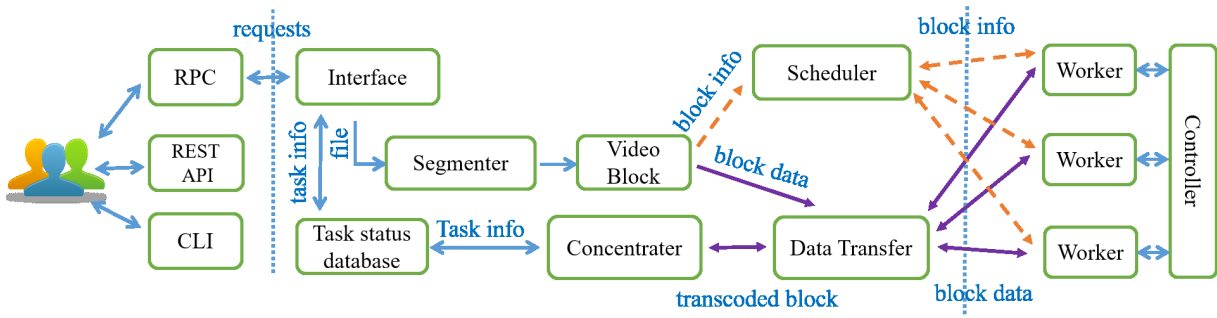 requests
block info
RPC
Interface
Scheduler
Worker
block info
task info
file
REST
API
Segmenter
Video
Block
Worker
Controller
block data
CLI
Task status
database
Task info
Concentrater
Data Transfer
Worker
transcoded block
block data